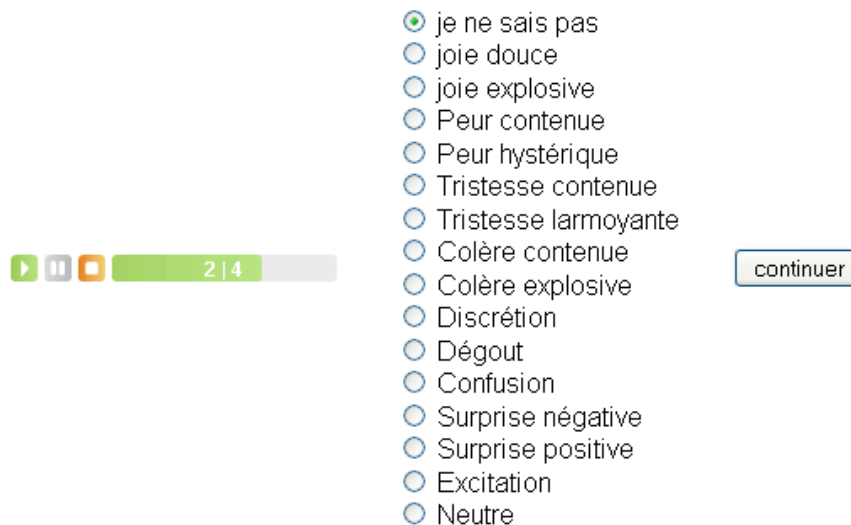 je ne sais pas
joie douce
joie explosive
Peur contenue
Peur hystérique
Tristesse contenue
Tristesse larmoyante
Colère contenue
Colère explosive
Discrétion
Dégout
Confusion
Surprise négative
Surprise positive
Excitation
Neutre
2|4
continuer